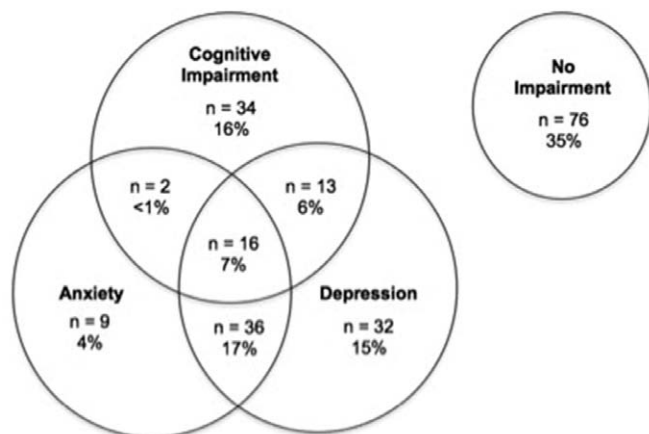 Cognitive
Impairment
n = 34
16%
No
Impairment
n = 76
35%
n = 2
<1%
n = 13
6%
n = 16
7%
Anxiety
n = 9
4%
n = 36
17%
Depression
n = 32
15%